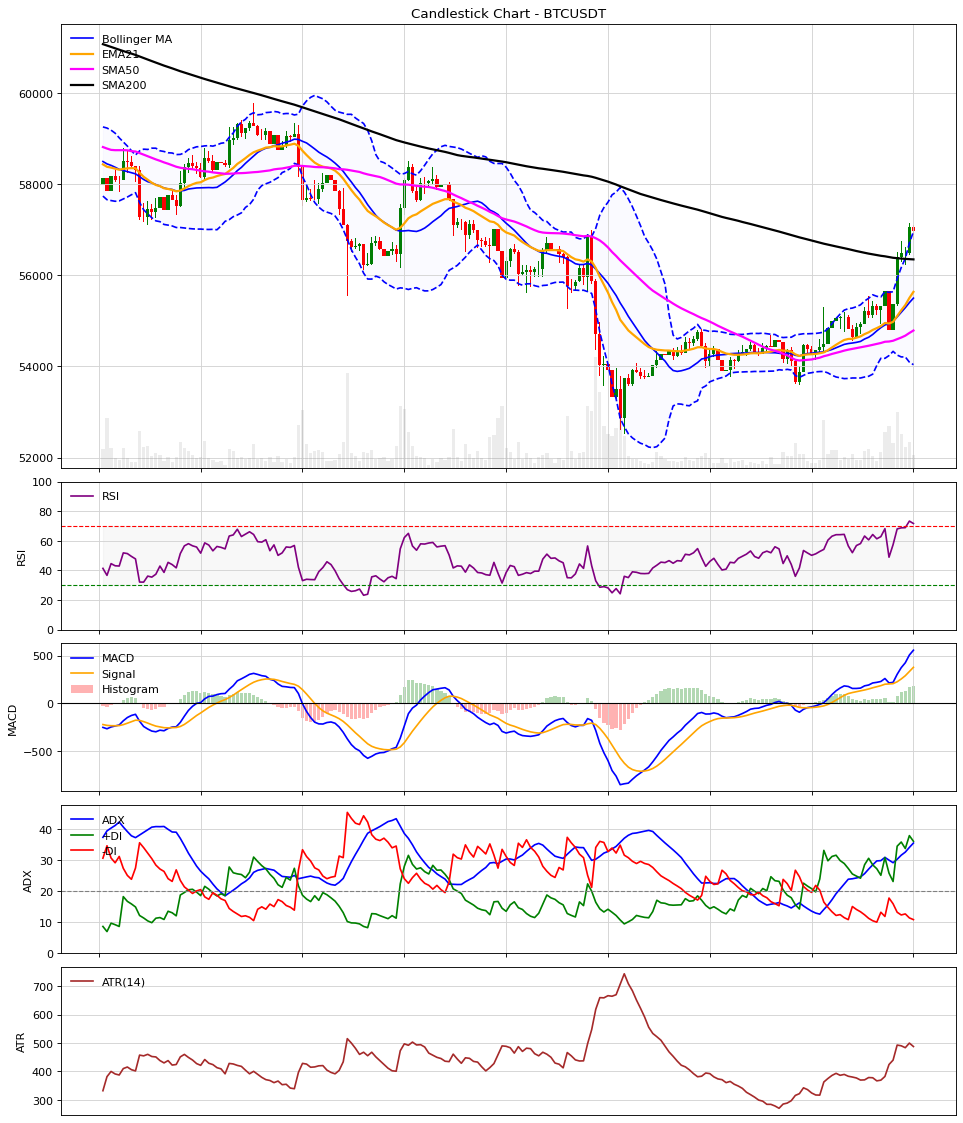 Candlestick Chart - BTCUSDT
Bollinger MA
EMA21
SMA50
SMA200
60000
58000
56000
54000
52000
RSI
100
80
60
40
20
0
RSI
MACD
Signal
Histogram
500
0
−500
MACD
ADX
+DI
-DI
40
30
20
10
0
ADX
ATR(14)
700
600
500
400
300
ATR